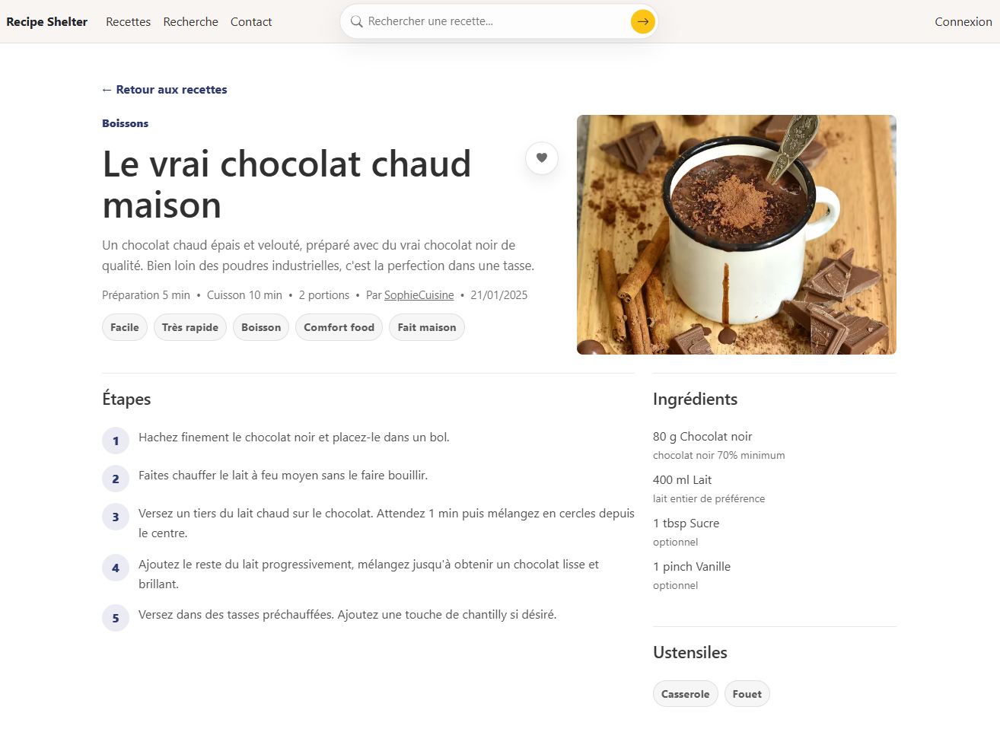 Recipe Shelter Recettes Recherche Contact Rechercher une recette... → Connexion
← Retour aux recettes
Boissons
Le vrai chocolat chaud
maison
Un chocolat chaud épais et velouté, préparé avec du vrai chocolat noir de
qualité. Bien loin des poudres industrielles, c'est la perfection dans une tasse.
Préparation 5 min • Cuisson 10 min • 2 portions • Par SophieCuisine • 21/01/2025
Facile Très rapide Boisson Comfort food Fait maison
Étapes
1 Hachez finement le chocolat noir et placez-le dans un bol.
2 Faites chauffer le lait à feu moyen sans le faire bouillir.
3 Versez un tiers du lait chaud sur le chocolat. Attendez 1 min puis mélangez en cercles depuis
le centre.
4 Ajoutez le reste du lait progressivement, mélangez jusqu'à obtenir un chocolat lisse et
brillant.
5 Versez dans des tasses préchauffées. Ajoutez une touche de chantilly si désiré.
Ingrédients
80 g Chocolat noir
chocolat noir 70% minimum
400 ml Lait
lait entier de préférence
1 tbsp Sucre
optionnel
1 pinch Vanille
optionnel
Ustensiles
Casserole Fouet